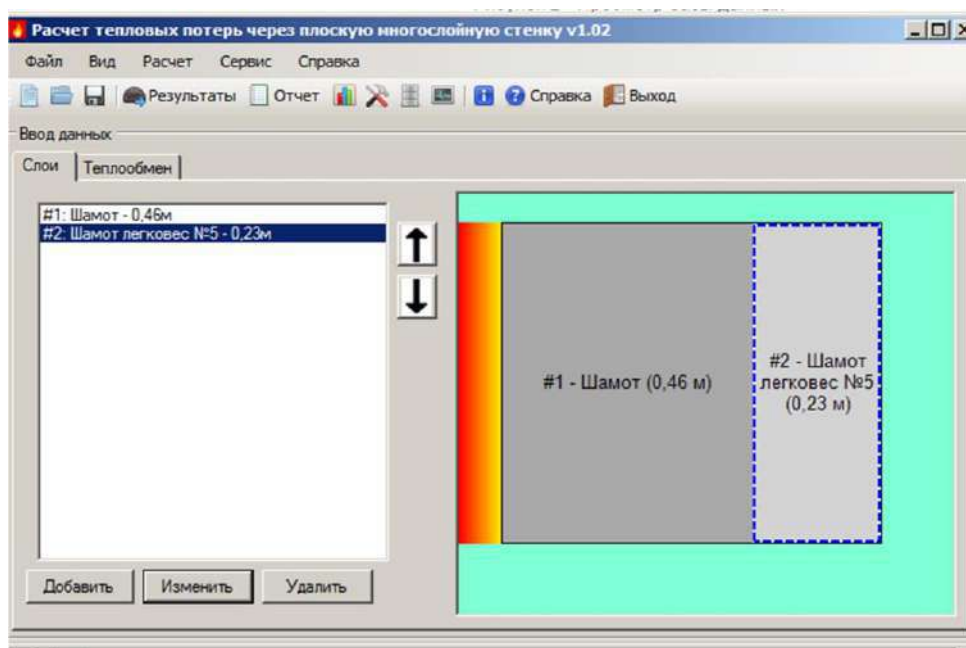 Расчет тепловых потерь через плоскую многослойную стенку v1.02
Файл Вид Расчет Сервис Справка
Результаты Отчет Справка Выход
Ввод данных
Слои Теплообмен
#1: Шамот - 0,46м
#2: Шамот легковес №5 - 0,23м
#1 - Шамот (0,46 м)
#2 - Шамот
легковес №5
(0,23 м)
Добавить Изменить Удалить